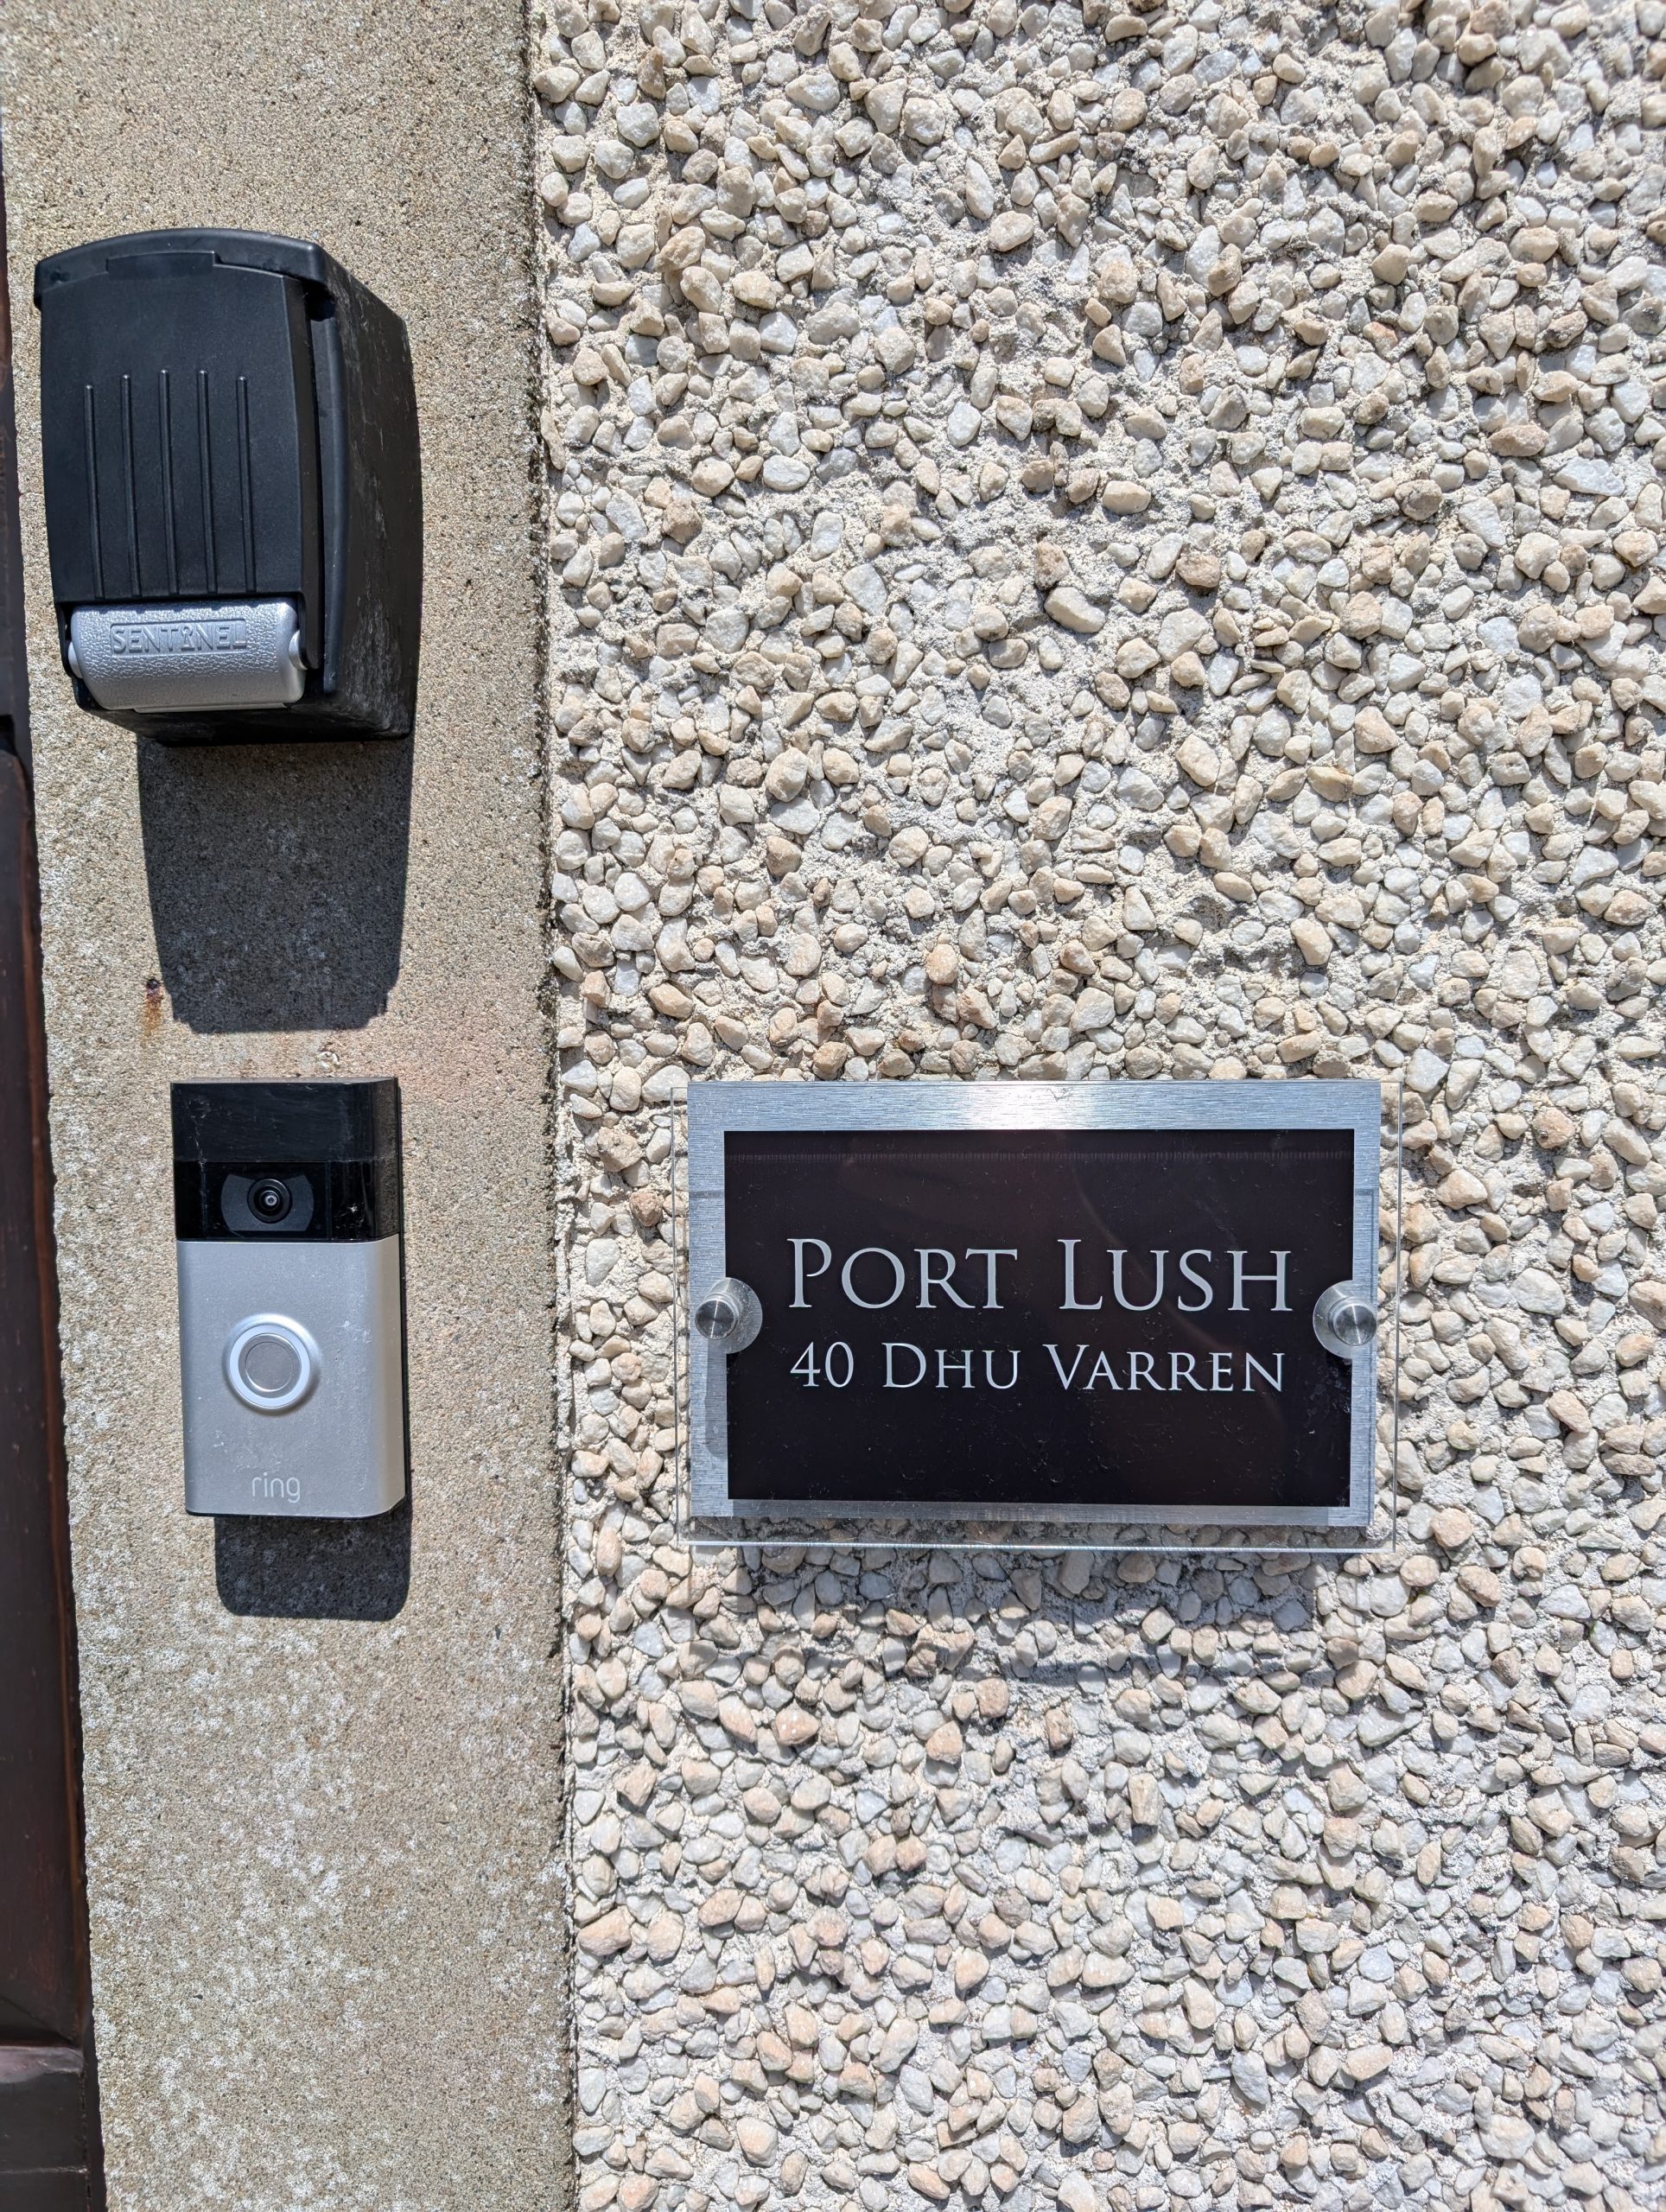 SENTINEL
ring
PORT LUSH
40 DHU VARREN